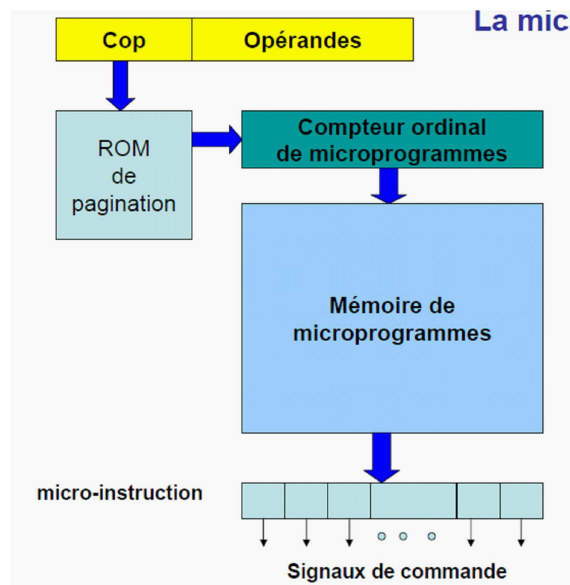 La mic
Cop
Opérandes
ROM
de
pagination
Compteur ordinal
de microprogrammes
Mémoire de
microprogrammes
micro-instruction
Signaux de commande